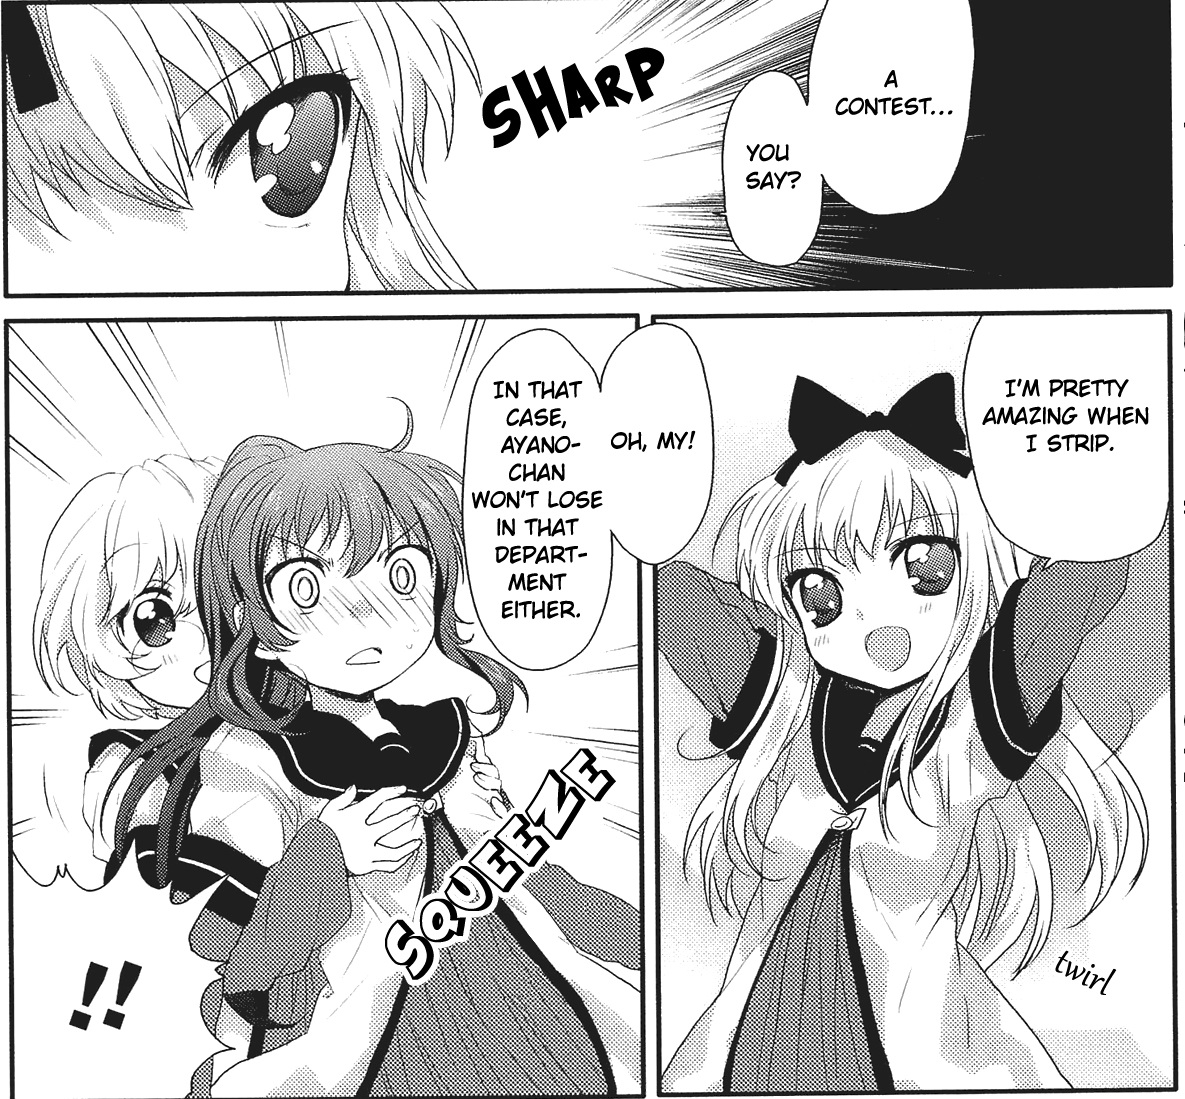 A
CONTEST...
YOU
SAY?
SHARP
I'M PRETTY
AMAZING WHEN
I STRIP.
twirl
OH, MY!
IN THAT
CASE,
AYANO-
CHAN
WON'T LOSE
IN THAT
DEPART-
MENT
EITHER.
SQUEEZE
!!